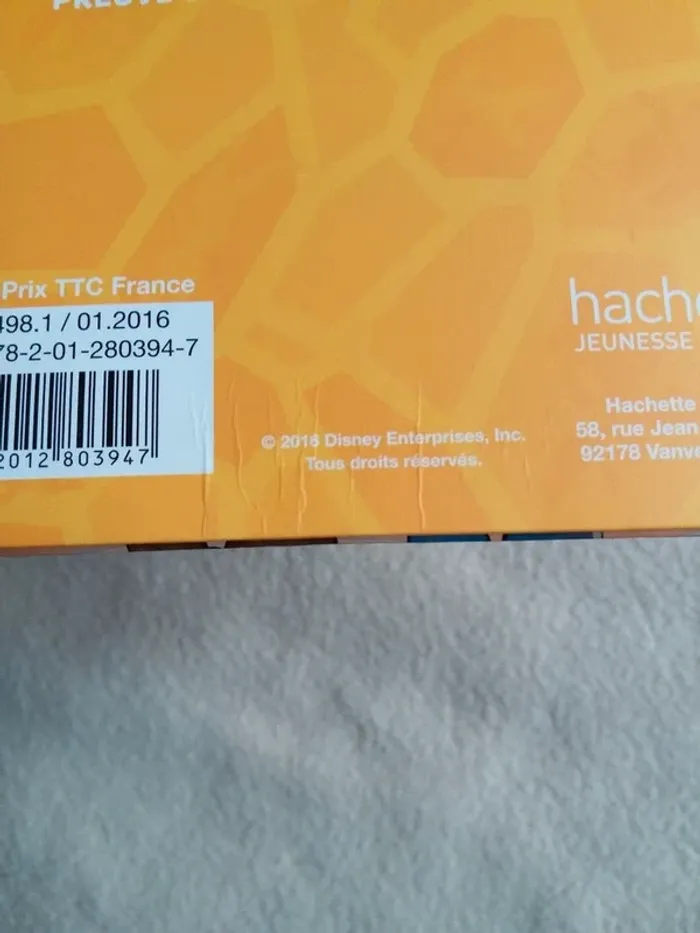 Prix TTC France
498.1 / 01.2016
78-2-01-280394-7
2012 803947
hache
JEUNESSE
© 2016 Disney Enterprises, Inc.
Tous droits réservés.
Hachette
58, rue Jean
92178 Vanve